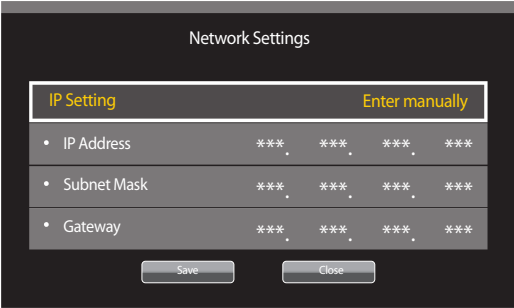 Network Settings
IP Setting Enter manually
• IP Address ***. ***. ***. ***
• Subnet Mask ***. ***. ***. ***
• Gateway ***. ***. ***. ***
Save Close